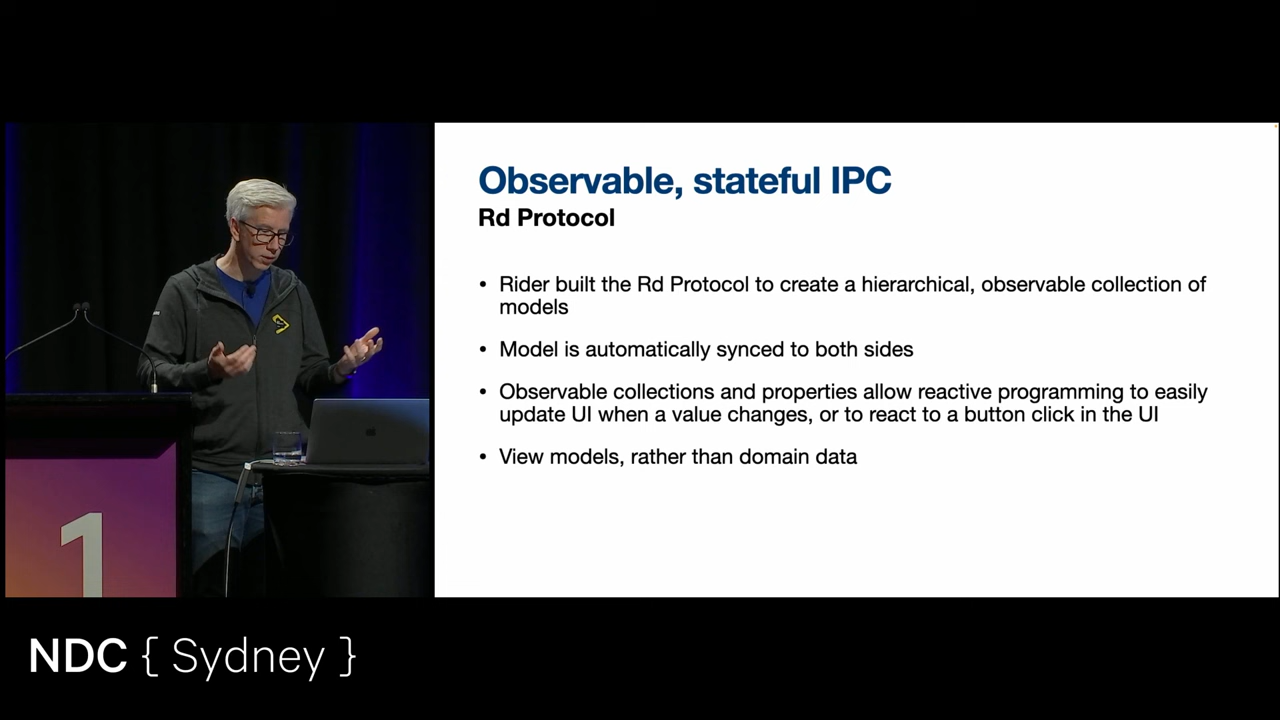 Observable, stateful IPC
Rd Protocol
• Rider built the Rd Protocol to create a hierarchical, observable collection of
models
• Model is automatically synced to both sides
• Observable collections and properties allow reactive programming to easily
update UI when a value changes, or to react to a button click in the UI
• View models, rather than domain data
1
NDC { Sydney }